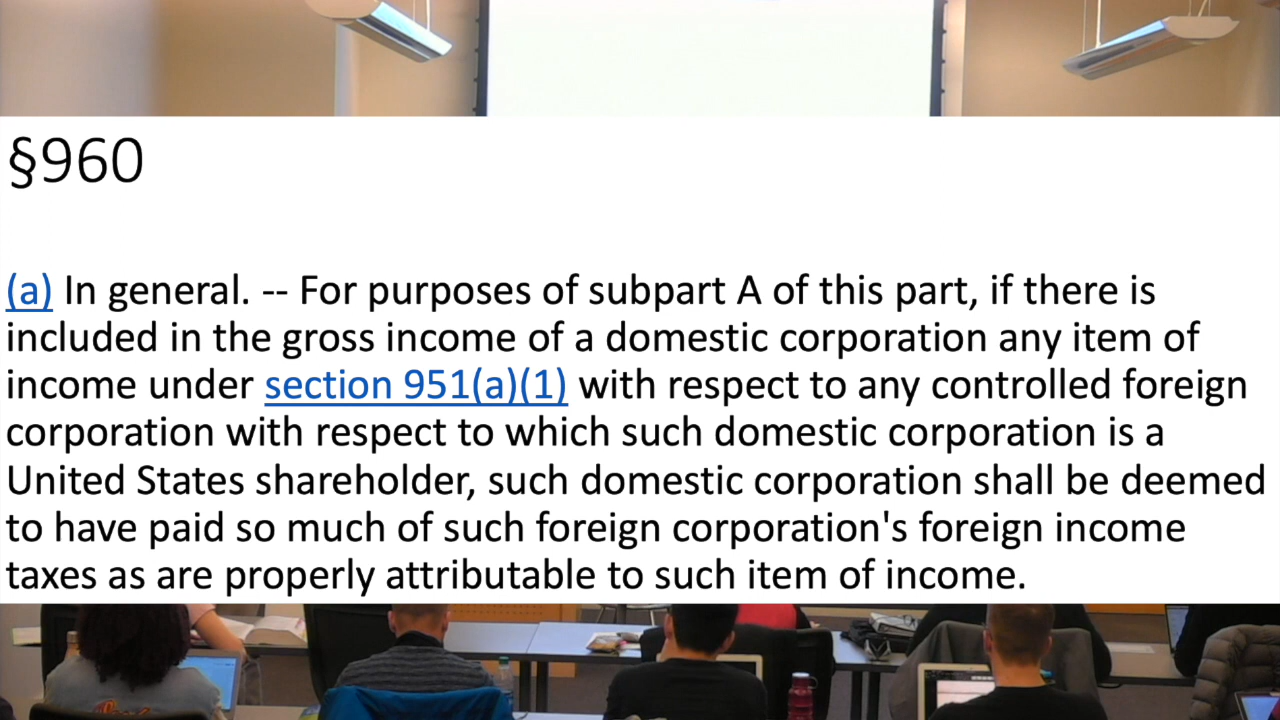 §960
(a) In general. -- For purposes of subpart A of this part, if there is
included in the gross income of a domestic corporation any item of
income under section 951(a)(1) with respect to any controlled foreign
corporation with respect to which such domestic corporation is a
United States shareholder, such domestic corporation shall be deemed
to have paid so much of such foreign corporation's foreign income
taxes as are properly attributable to such item of income.